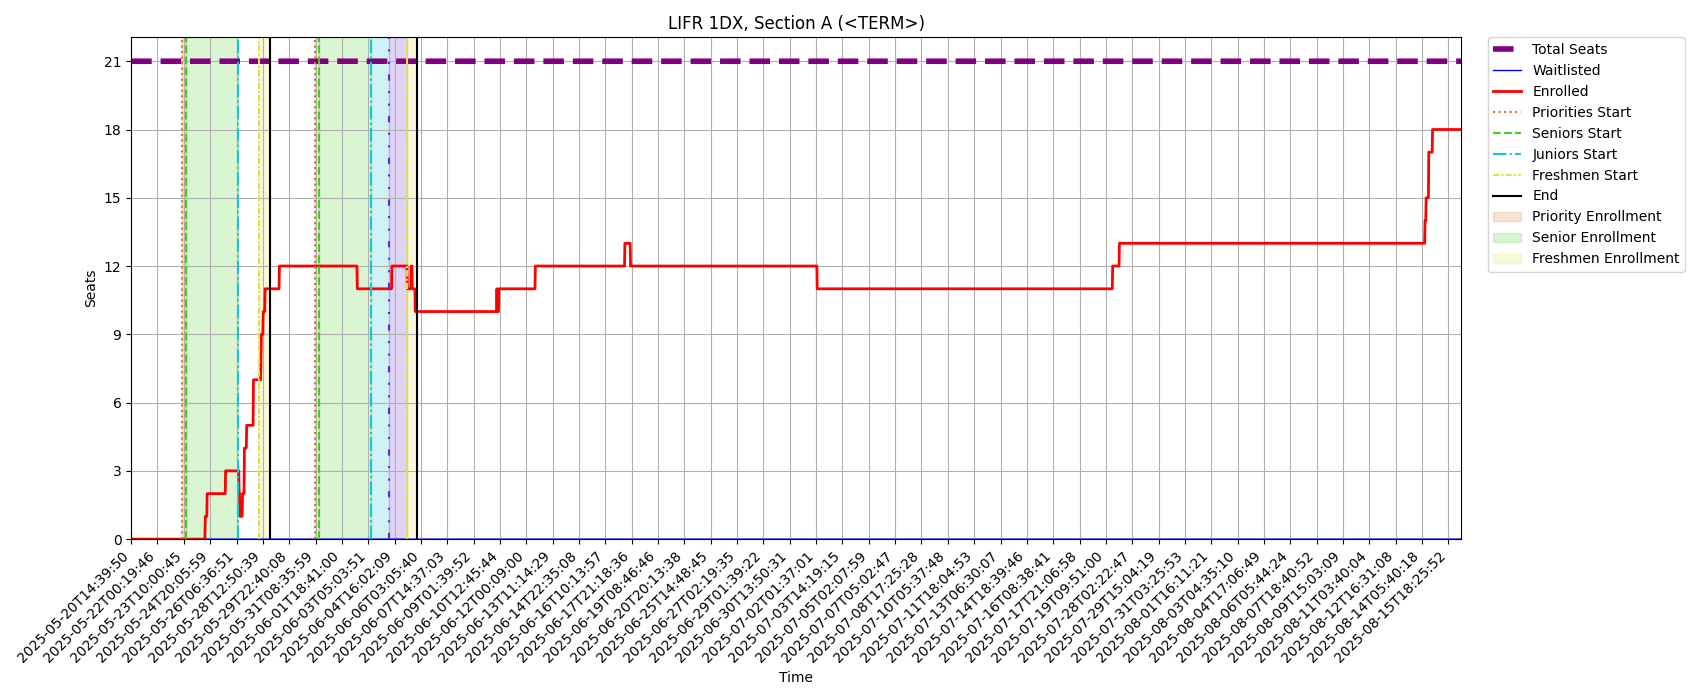 LIFR 1DX, Section A (<TERM>)
Total Seats
Waitlisted
Enrolled
Priorities Start
Seniors Start
Juniors Start
Freshmen Start
End
Priority Enrollment
Senior Enrollment
Freshmen Enrollment
Seats
21
18
15
12
9
6
3
0
2025-05-20T14:39:50
2025-05-22T00:19:46
2025-05-23T10:00:45
2025-05-24T20:05:59
2025-05-26T06:36:51
2025-05-28T12:50:39
2025-05-29T22:40:08
2025-05-31T08:35:59
2025-06-01T18:41:00
2025-06-03T05:03:51
2025-06-04T16:02:09
2025-06-06T03:05:40
2025-06-07T14:37:03
2025-06-09T01:39:52
2025-06-10T12:45:44
2025-06-12T00:09:00
2025-06-13T11:14:29
2025-06-14T22:35:08
2025-06-16T10:13:57
2025-06-17T21:18:36
2025-06-19T08:46:46
2025-06-20T20:13:38
2025-06-25T14:48:45
2025-06-27T02:19:35
2025-06-29T01:39:22
2025-06-30T13:50:31
2025-07-02T01:37:01
2025-07-03T14:19:15
2025-07-05T02:07:59
2025-07-07T05:02:47
2025-07-08T17:25:28
2025-07-10T05:37:48
2025-07-11T18:04:53
2025-07-13T06:30:07
2025-07-14T18:39:46
2025-07-16T08:38:41
2025-07-17T21:06:58
2025-07-19T09:51:00
2025-07-28T02:22:47
2025-07-29T15:04:19
2025-07-31T03:25:53
2025-08-01T16:11:21
2025-08-03T04:35:10
2025-08-04T17:06:49
2025-08-06T05:44:24
2025-08-07T18:40:52
2025-08-09T15:03:09
2025-08-11T03:40:04
2025-08-12T16:31:08
2025-08-14T05:40:18
2025-08-15T18:25:52
Time